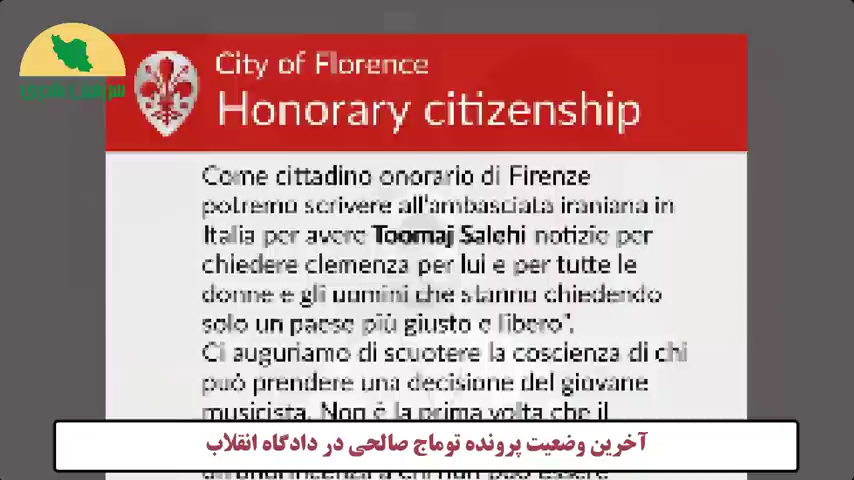 City of Florence
Honorary citizenship
Come cittadino onorario di Firenze
potremo scrivere all'ambasciata iraniana in
Italia per avere Toomaj Salehi notizie per
chiedere clemenza per lui e per tutte le
donne e gli uomini che stanno chiedendo
solo un paese più giusto e libero".
Ci auguriamo di scuotere la coscienza di chi
può prendere una decisione del giovane
musicista. Non è la prima volta che il
آخرین وضعیت پرونده توماج صالحی در دادگاه انقلاب